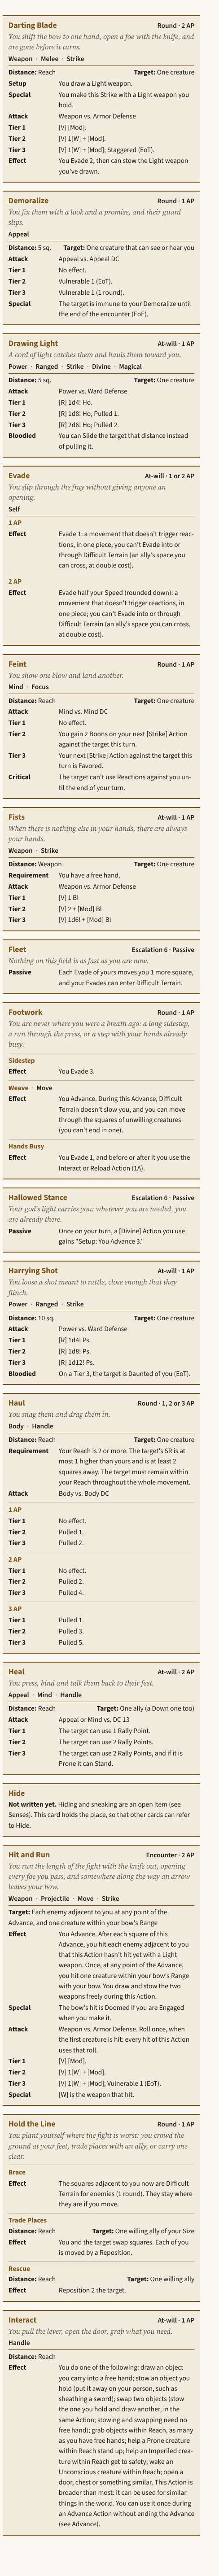 Darting Blade Round · 2 AP
You shift the bow to one hand, open a foe with the knife, and
are gone before it turns.
Weapon · Melee · Strike
Distance: Reach Target: One creature
Setup You draw a Light weapon.
Special You make this Strike with a Light weapon you
hold.
Attack Weapon vs. Armor Defense
Tier 1 [V] [Mod].
Tier 2 [V] 1[W] + [Mod].
Tier 3 [V] 1[W] + [Mod]; Staggered (EoT).
Effect You Evade 2, then can stow the Light weapon
you've drawn.
Demoralize Round · 1 AP
You fix them with a look and a promise, and their guard
slips.
Appeal
Distance: 5 sq. Target: One creature that can see or hear you
Attack Appeal vs. Appeal DC
Tier 1 No effect.
Tier 2 Vulnerable 1 (EoT).
Tier 3 Vulnerable 1 (1 round).
Special The target is immune to your Demoralize until
the end of the encounter (EoE).
Drawing Light At-will · 1 AP
A cord of light catches them and hauls them toward you.
Power · Ranged · Strike · Divine · Magical
Distance: 5 sq. Target: One creature
Attack Power vs. Ward Defense
Tier 1 [R] 1d4! Ho.
Tier 2 [R] 1d8! Ho; Pulled 1.
Tier 3 [R] 2d6! Ho; Pulled 2.
Bloodied You can Slide the target that distance instead
of pulling it.
Evade At-will · 1 or 2 AP
You slip through the fray without giving anyone an
opening.
Self
1 AP
Effect Evade 1: a movement that doesn't trigger reac-
tions, in one piece; you can't Evade into or
through Difficult Terrain (an ally's space you
can cross, at double cost).
2 AP
Effect Evade half your Speed (rounded down): a
movement that doesn't trigger reactions, in
one piece; you can't Evade into or through
Difficult Terrain (an ally's space you can cross,
at double cost).
Feint Round · 1 AP
You show one blow and land another.
Mind · Focus
Distance: Reach Target: One creature
Attack Mind vs. Mind DC
Tier 1 No effect.
Tier 2 You gain 2 Boons on your next [Strike] Action
against the target this turn.
Tier 3 Your next [Strike] Action against the target this
turn is Favored.
Critical The target can't use Reactions against you un-
til the end of your turn.
Fists At-will · 1 AP
When there is nothing else in your hands, there are always
your hands.
Weapon · Strike
Distance: Weapon Target: One creature
Requirement You have a free hand.
Attack Weapon vs. Armor Defense
Tier 1 [V] 1 Bl
Tier 2 [V] 2 + [Mod] Bl
Tier 3 [V] 1d6! + [Mod] Bl
Fleet Escalation 6 · Passive
Nothing on this field is as fast as you are now.
Passive Each Evade of yours moves you 1 more square,
and your Evades can enter Difficult Terrain.
Footwork Round · 1 AP
You are never where you were a breath ago: a long sidestep,
a run through the press, or a step with your hands already
busy.
Sidestep
Effect You Evade 3.
Weave · Move
Effect You Advance. During this Advance, Difficult
Terrain doesn't slow you, and you can move
through the squares of unwilling creatures
(you can't end in one).
Hands Busy
Effect You Evade 1, and before or after it you use the
Interact or Reload Action (1A).
Hallowed Stance Escalation 6 · Passive
Your god's light carries you: wherever you are needed, you
are already there.
Passive Once on your turn, a [Divine] Action you use
gains "Setup: You Advance 3."
Harrying Shot At-will · 1 AP
You loose a shot meant to rattle, close enough that they
flinch.
Power · Ranged · Strike
Distance: 10 sq. Target: One creature
Attack Power vs. Ward Defense
Tier 1 [R] 1d4! Ps.
Tier 2 [R] 1d8! Ps.
Tier 3 [R] 1d12! Ps.
Bloodied On a Tier 3, the target is Daunted of you (EoT).
Haul Round · 1, 2 or 3 AP
You snag them and drag them in.
Body · Handle
Distance: Reach Target: One creature
Requirement Your Reach is 2 or more. The target's SR is at
most 1 higher than yours and is at least 2
squares away. The target must remain within
your Reach throughout the whole movement.
Attack Body vs. Body DC
1 AP
Tier 1 No effect.
Tier 2 Pulled 1.
Tier 3 Pulled 2.
2 AP
Tier 1 No effect.
Tier 2 Pulled 2.
Tier 3 Pulled 4.
3 AP
Tier 1 Pulled 1.
Tier 2 Pulled 3.
Tier 3 Pulled 5.
Heal At-will · 2 AP
You press, bind and talk them back to their feet.
Appeal · Mind · Handle
Distance: Reach Target: One ally (a Down one too)
Attack Appeal or Mind vs. DC 13
Tier 1 The target can use 1 Rally Point.
Tier 2 The target can use 2 Rally Points.
Tier 3 The target can use 2 Rally Points, and if it is
Prone it can Stand.
Hide
Not written yet. Hiding and sneaking are an open item (see
Senses). This card holds the place, so that other cards can refer
to Hide.
Hit and Run Encounter · 2 AP
You run the length of the fight with the knife out, opening
every foe you pass, and somewhere along the way an arrow
leaves your bow.
Weapon · Projectile · Move · Strike
Target: Each enemy adjacent to you at any point of the
Advance, and one creature within your bow's Range
Effect You Advance. After each square of this
Advance, you hit each enemy adjacent to you
that this Action hasn't hit yet with a Light
weapon. Once, at any point of the Advance,
you hit one creature within your bow's Range
with your bow. You draw and stow the two
weapons freely during this Action.
Special The bow's hit is Doomed if you are Engaged
when you make it.
Attack Weapon vs. Armor Defense. Roll once, when
the first creature is hit: every hit of this Action
uses that roll.
Tier 1 [V] [Mod].
Tier 2 [V] 1[W] + [Mod].
Tier 3 [V] 1[W] + [Mod]; Vulnerable 1 (EoT).
Special [W] is the weapon that hit.
Hold the Line Round · 1 AP
You plant yourself where the fight is worst: you crowd the
ground at your feet, trade places with an ally, or carry one
clear.
Brace
Effect The squares adjacent to you now are Difficult
Terrain for enemies (1 round). They stay where
they are if you move.
Trade Places
Distance: Reach Target: One willing ally of your Size
Effect You and the target swap squares. Each of you
is moved by a Reposition.
Rescue
Distance: Reach Target: One willing ally
Effect Reposition 2 the target.
Interact At-will · 1 AP
You pull the lever, open the door, grab what you need.
Handle
Distance: Reach
Effect You do one of the following: draw an object
you carry into a free hand; stow an object you
hold (put it away on your person, such as
sheathing a sword); swap two objects (stow
the one you hold and draw another, in the
same Action; stowing and swapping need no
free hand); grab objects within Reach, as many
as you have free hands; help a Prone creature
within Reach stand up; help an Imperiled crea-
ture within Reach get to safety; wake an
Unconscious creature within Reach; open a
door, chest or something similar. This Action is
broader than most: it can be used for similar
things in the world. You can use it once during
an Advance Action without ending the Advance
(see Advance).